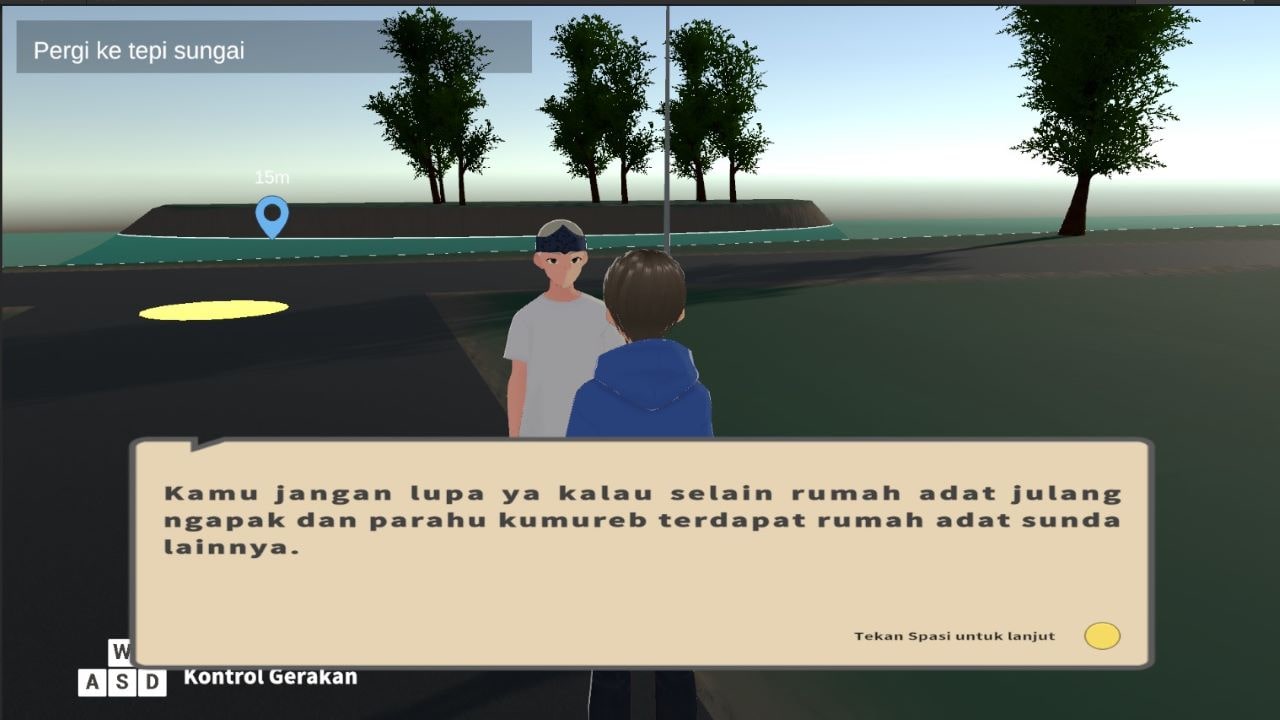 Pergi ke tepi sungai
15m
Kamu jangan lupa ya kalau selain rumah adat julang
ngapak dan parahu kumureb terdapat rumah adat sunda
lainnya.
Tekan Spasi untuk lanjut
W
A S D
Kontrol Gerakan